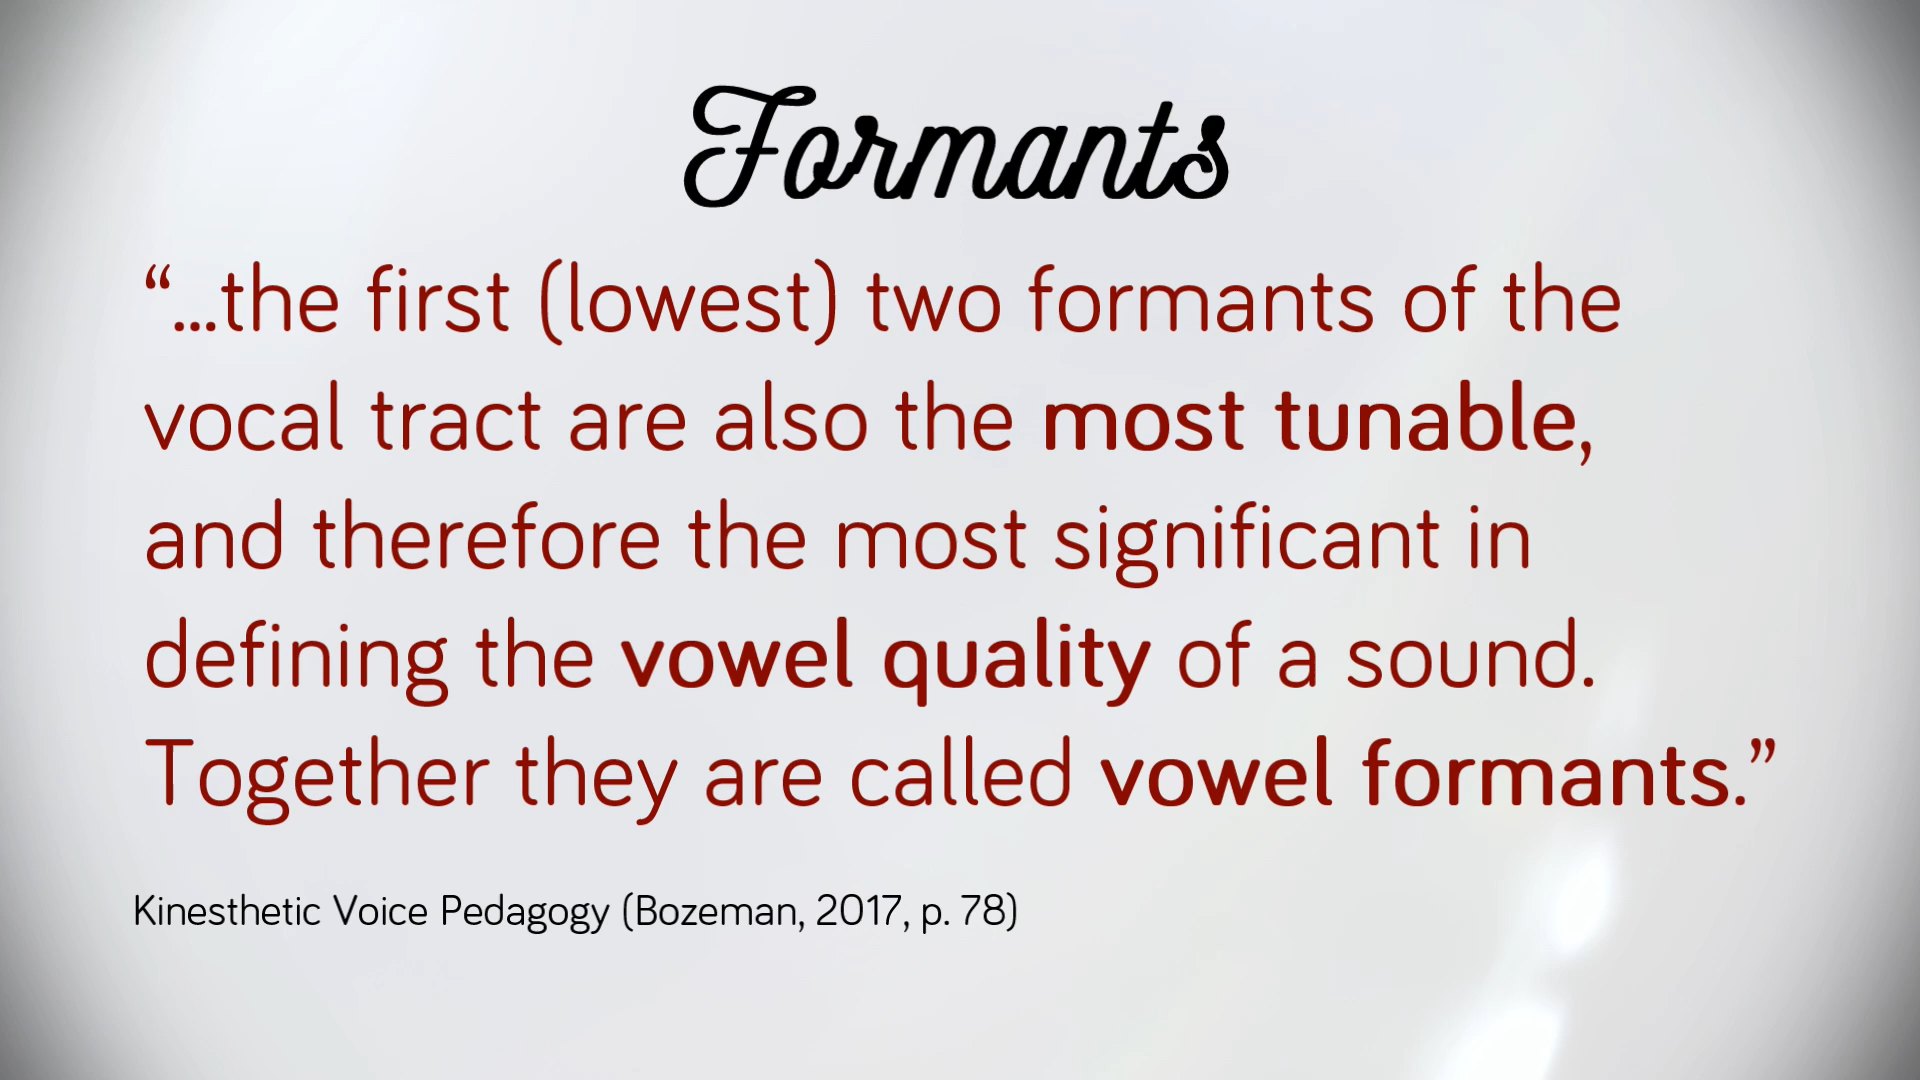 Formants
“...the first (lowest) two formants of the
vocal tract are also the most tunable,
and therefore the most significant in
defining the vowel quality of a sound.
Together they are called vowel formants.”
Kinesthetic Voice Pedagogy (Bozeman, 2017, p. 78)